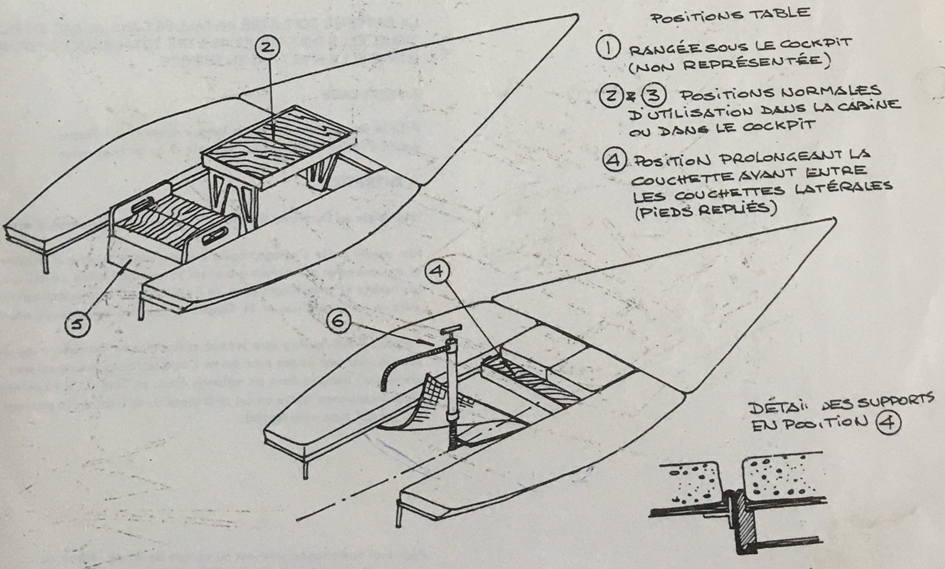 POSITIONS TABLE
① RANGÉE SOUS LE COCKPIT
(NON REPRÉSENTÉE)
② & ③ POSITIONS NORMALES
D'UTILISATION DANS LA CABINE
OU DANS LE COCKPIT
④ POSITION PROLONGEANT LA
COUCHETTE AVANT ENTRE
LES COUCHETTES LATÉRALES
(PIEDS REPLIÉS)
②
⑤
④
⑥
DÉTAIL DES SUPPORTS
EN POSITION ④